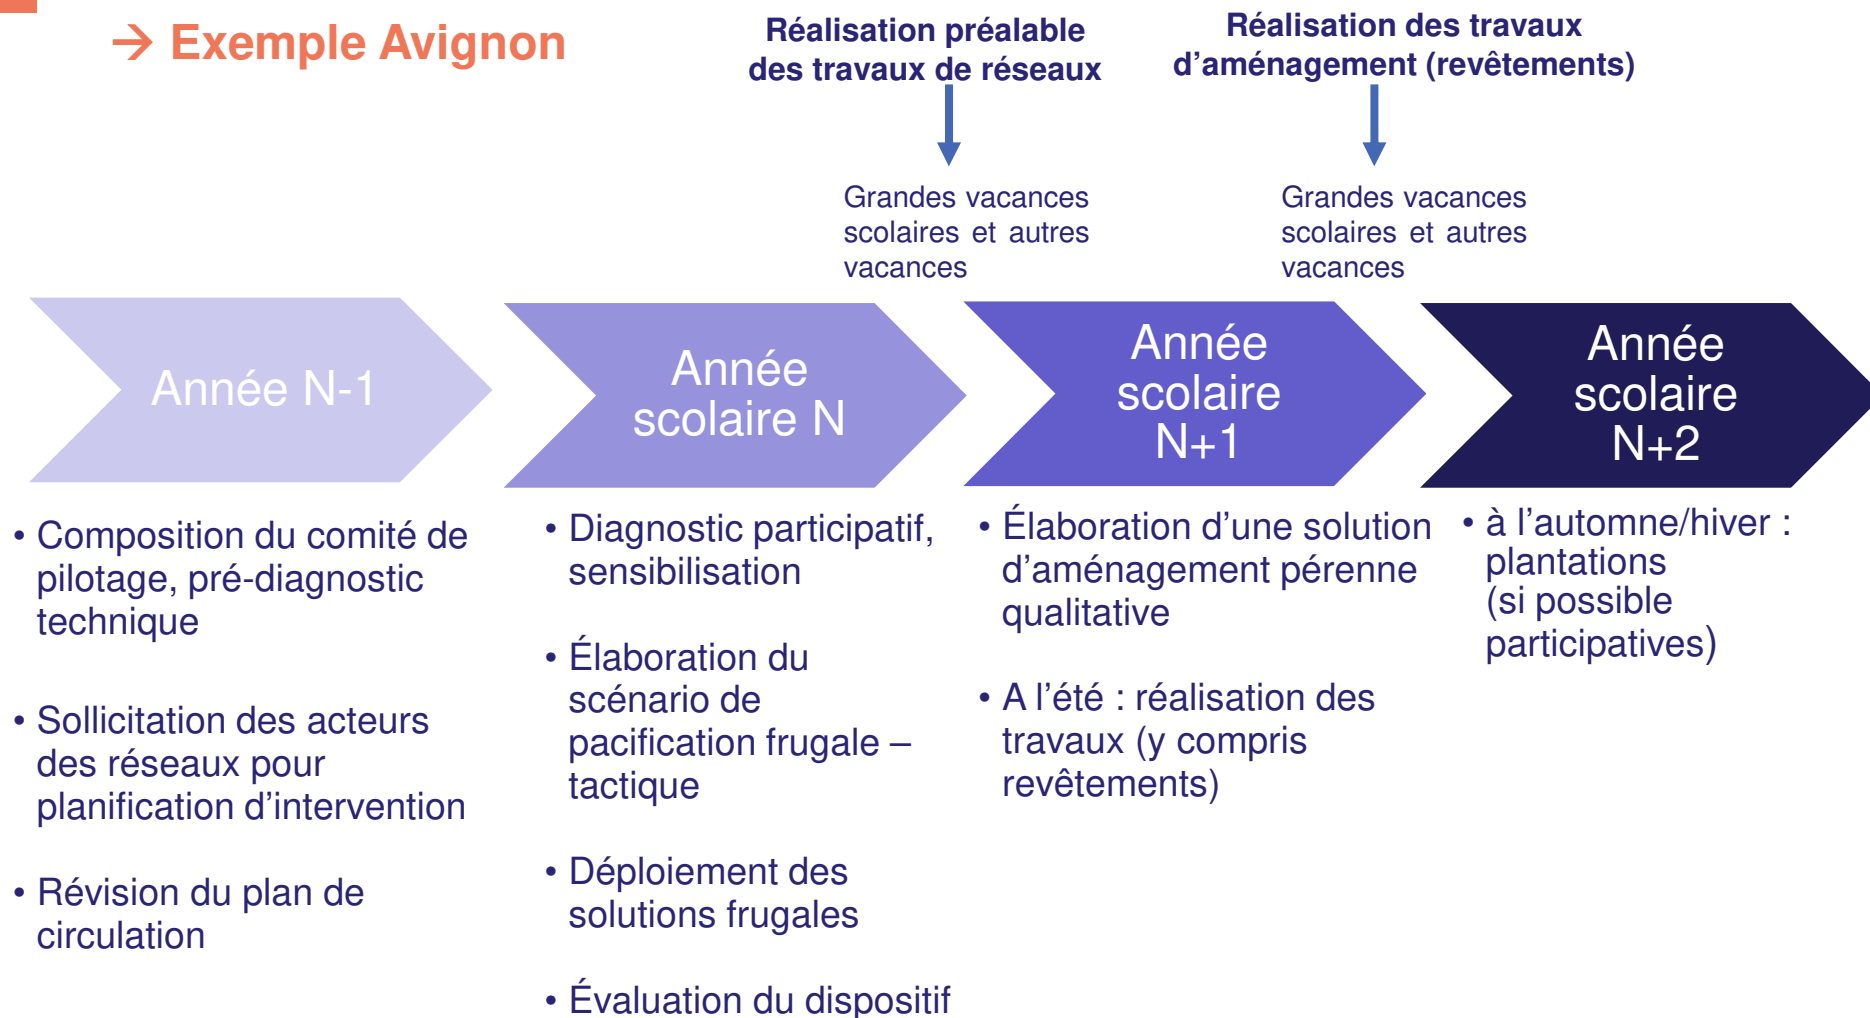 → Exemple Avignon
Réalisation préalable
des travaux de réseaux
Réalisation des travaux
d’aménagement (revêtements)
Grandes vacances
scolaires et autres
vacances
Grandes vacances
scolaires et autres
vacances
Année N-1
Année
scolaire N
Année
scolaire
N+1
Année
scolaire
N+2
• Composition du comité de
pilotage, pré-diagnostic
technique
• Sollicitation des acteurs
des réseaux pour
planification d’intervention
• Révision du plan de
circulation
• Diagnostic participatif,
sensibilisation
• Élaboration du
scénario de
pacification frugale –
tactique
• Déploiement des
solutions frugales
• Évaluation du dispositif
• Élaboration d’une solution
d’aménagement pérenne
qualitative
• A l’été : réalisation des
travaux (y compris
revêtements)
• à l’automne/hiver :
plantations
(si possible
participatives)